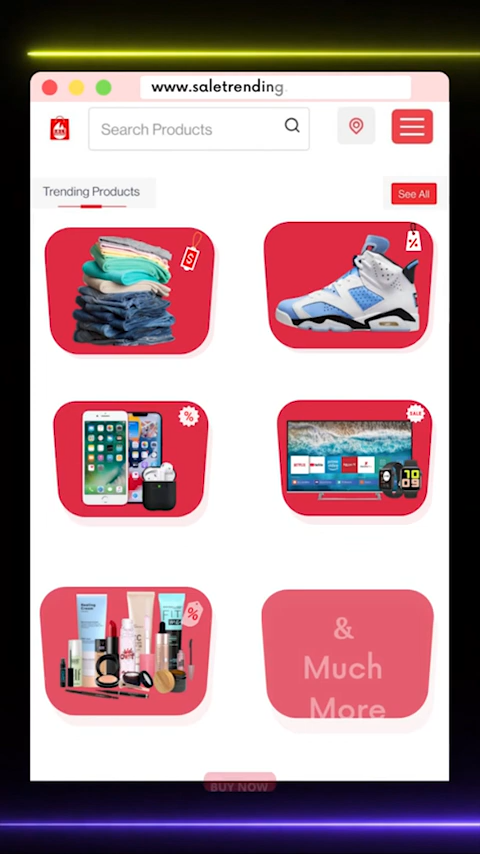 www.saletrending.
Search Products
Trending Products
See All
$
%
%
SALE
%
&
Much
More
BUY NOW